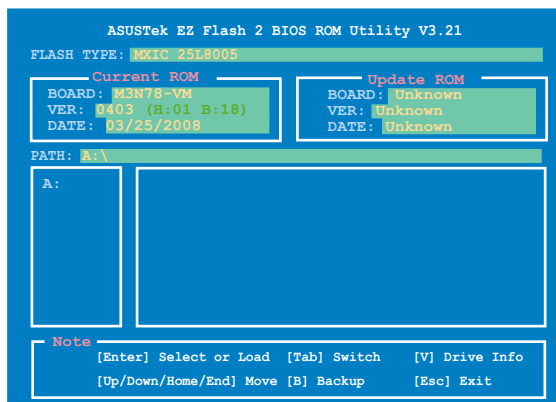 ASUSTek EZ Flash 2 BIOS ROM Utility V3.21
FLASH TYPE: MXIC 25L8005
Current ROM
BOARD: M3N78-VM
VER: 0403 (H:01 B:18)
DATE: 03/25/2008
Update ROM
BOARD: Unknown
VER: Unknown
DATE: Unknown
PATH: A:\
A:
Note
[Enter] Select or Load [Tab] Switch [V] Drive Info
[Up/Down/Home/End] Move [B] Backup [Esc] Exit